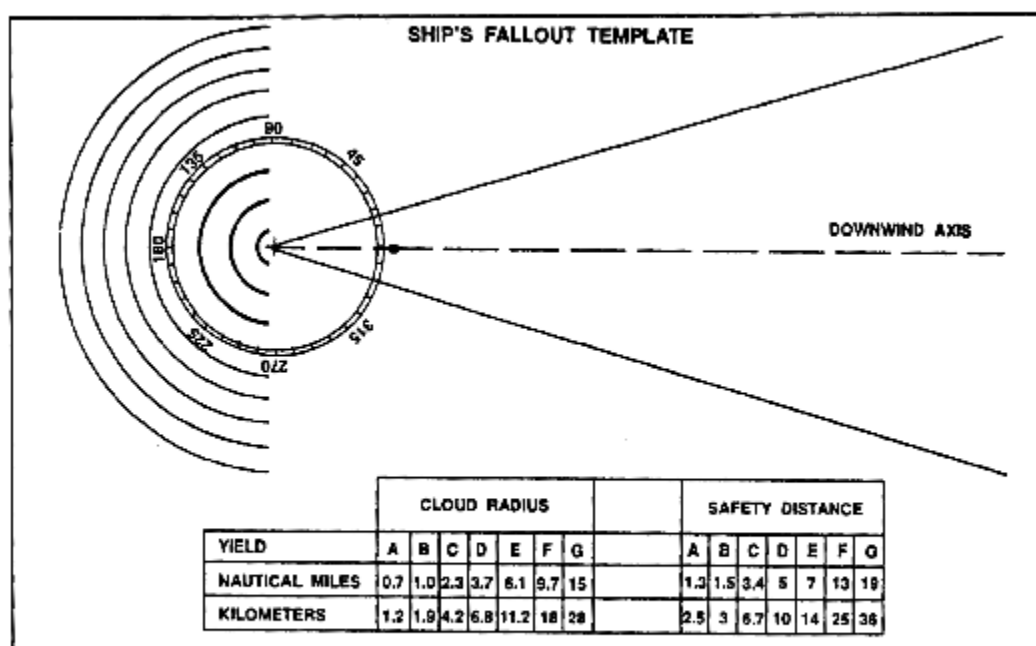 SHIP'S FALLOUT TEMPLATE
90
135
45
180
DOWNWIND AXIS
225
315
270
CLOUD RADIUS SAFETY DISTANCE
YIELD A B C D E F G A B C D E F G
NAUTICAL MILES 0.7 1.0 2.3 3.7 6.1 9.7 15 1.3 1.5 3.4 5 7 13 19
KILOMETERS 1.2 1.9 4.2 6.8 11.2 18 28 2.5 3 6.7 10 14 25 36